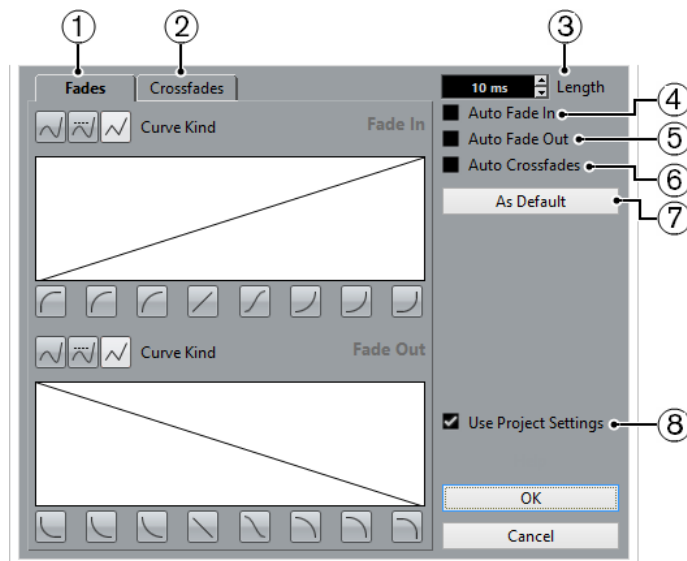 1
2
3
Fades
Crossfades
10 ms
Length
4
Curve Kind
Fade In
Auto Fade In
5
Auto Fade Out
6
Auto Crossfades
As Default
7
Curve Kind
Fade Out
Use Project Settings
8
OK
Cancel